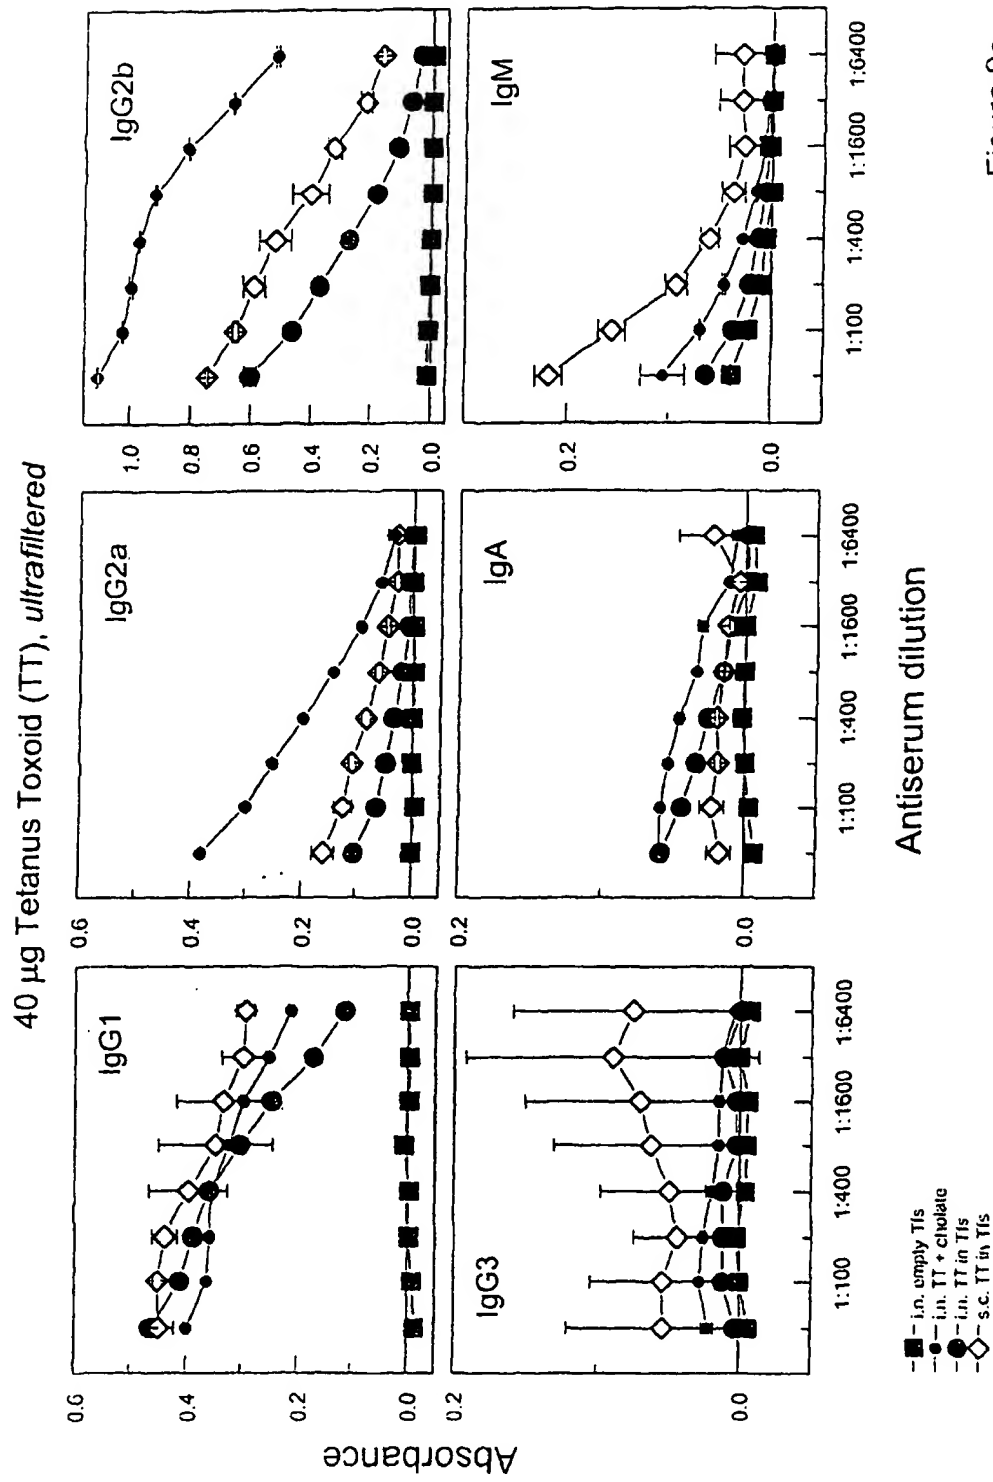 40 µg Tetanus Toxoid (TT), ultrafiltered
IgG1
IgG2a
IgG2b
0.6
0.4
0.2
0.0
0.6
0.4
0.2
0.0
1.0
0.8
0.6
0.4
0.2
0.0
IgG3
IgA
IgM
0.2
0.0
0.2
0.0
0.2
0.0
1:100
1:400
1:1600
1:6400
1:100
1:400
1:1600
1:6400
1:100
1:400
1:1600
1:6400
Absorbance
Antiserum dilution
i.n. empty Tfs
i.n. TT + cholate
i.n. TT in Tfs
s.c. TT in Tfs